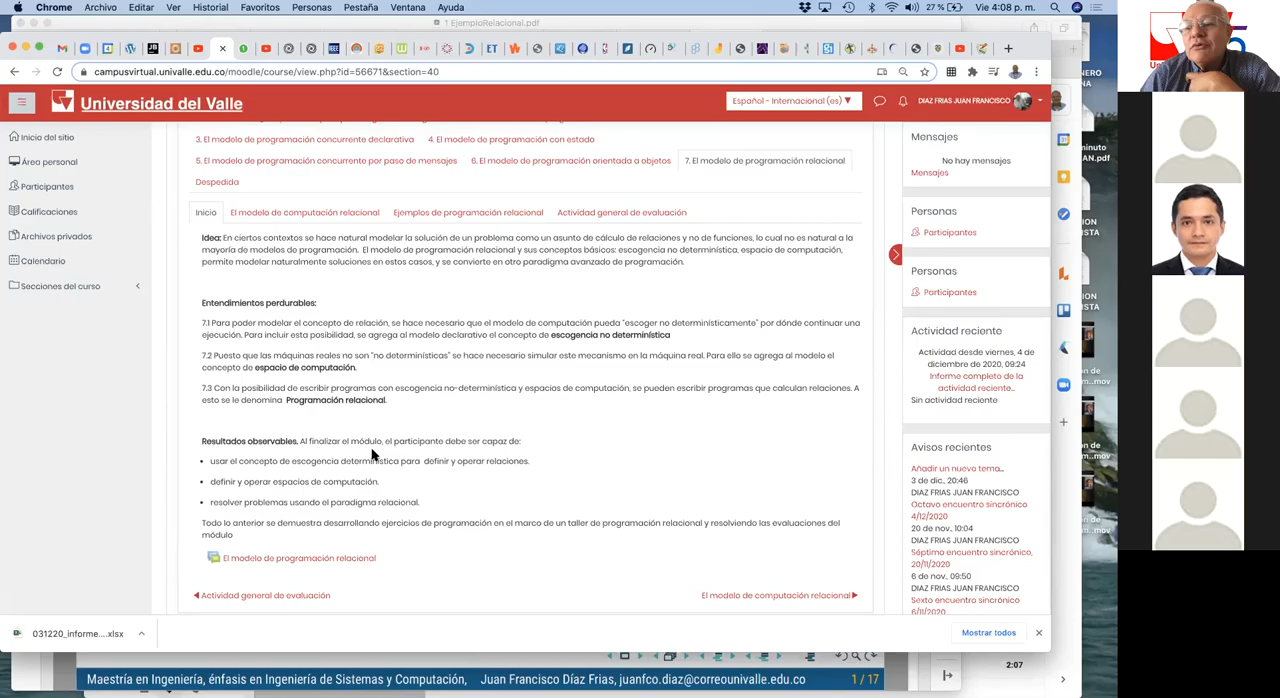 Chrome Archivo Editar Ver Historial Favoritos Personas Pestaña Ventana Ayuda 27 % Vie 4:08 p. m.
1 EjemploRelacional.pdf
campusvirtual.univalle.edu.co/moodle/course/view.php?id=56671&section=40
Universidad del Valle
Español - Internacional (es) ▼
DIAZ FRIAS JUAN FRANCISCO
Inicio del sitio
Área personal
Participantes
Calificaciones
Archivos privados
Calendario
Secciones del curso
3. El modelo de programación concurrente declarativa 4. El modelo de programación con estado
5. El modelo de programación concurrente por paso de mensajes 6. El modelo de programación orientada a objetos 7. El modelo de programación relacional
Despedida
Inicio El modelo de computación relacional Ejemplos de programación relacional Actividad general de evaluación
Idea: En ciertos contextos se hace natural modelar la solución de un problema como un asunto de cálculo de relaciones y no de funciones, lo cual no es natural a la
mayoría de modelos de programación. El modelo de programación relacional y sus conceptos básicos: escogencia no determinística, espacio de computación,
permite modelar naturalmente soluciones en estos casos, y se convierte en otro paradigma avanzado de programación.
Entendimientos perdurables:
7.1 Para poder modelar el concepto de relación, se hace necesario que el modelo de computación pueda "escoger no determinísticamente" por dónde continuar una
ejecución. Para incluir esta posibilidad, se agrega al modelo declarativo el concepto de escogencia no determinística
7.2 Puesto que las máquinas reales no son "no determinísticas" se hace necesario simular este mecanismo en la máquina real. Para ello se agrega al modelo el
concepto de espacio de computación.
7.3 Con la posibilidad de escribir programas con escogencia no-determinística y espacios de computación, se pueden escribir programas que calculan relaciones. A
esto se le denomina Programación relacional.
Resultados observables. Al finalizar el módulo, el participante debe ser capaz de:
• usar el concepto de escogencia determinística para definir y operar relaciones.
• definir y operar espacios de computación.
• resolver problemas usando el paradigma relacional.
Todo lo anterior se demuestra desarrollando ejercicios de programación en el marco de un taller de programación relacional y resolviendo las evaluaciones del
módulo
El modelo de programación relacional
◀ Actividad general de evaluación
El modelo de computación relacional ▶
Mensajes
No hay mensajes
Mensajes
Personas
Participantes
Personas
Participantes
Actividad reciente
Actividad desde viernes, 4 de
diciembre de 2020, 09:24
Informe completo de la
actividad reciente...
Sin actividad reciente
Avisos recientes
Añadir un nuevo tema...
3 de dic., 20:46
DIAZ FRIAS JUAN FRANCISCO
Octavo encuentro sincrónico
4/12/2020
20 de nov., 10:04
DIAZ FRIAS JUAN FRANCISCO
Séptimo encuentro sincrónico,
20/11/2020
6 de nov., 09:50
DIAZ FRIAS JUAN FRANCISCO
Sexto encuentro sincrónico
6/11/2020
031220_informe....xlsx
Mostrar todos
2:07
Maestría en Ingeniería, énfasis en Ingeniería de Sistemas y Computación, Juan Francisco Díaz Frias, juanfco.diaz@correounivalle.edu.co 1 / 17